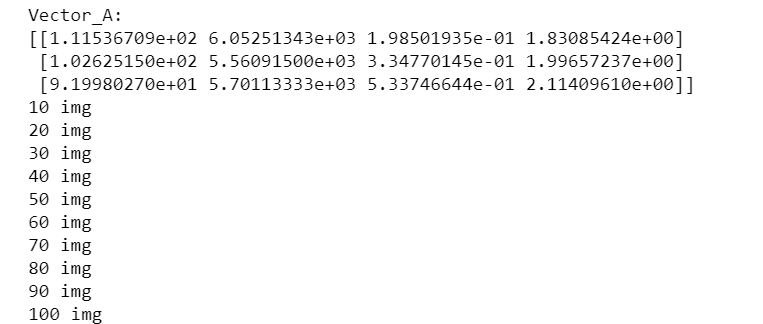 Vector_A:
[[1.11536709e+02 6.05251343e+03 1.98501935e-01 1.83085424e+00]
[1.02625150e+02 5.56091500e+03 3.34770145e-01 1.99657237e+00]
[9.19980270e+01 5.70113333e+03 5.33746644e-01 2.11409610e+00]]
10 img
20 img
30 img
40 img
50 img
60 img
70 img
80 img
90 img
100 img